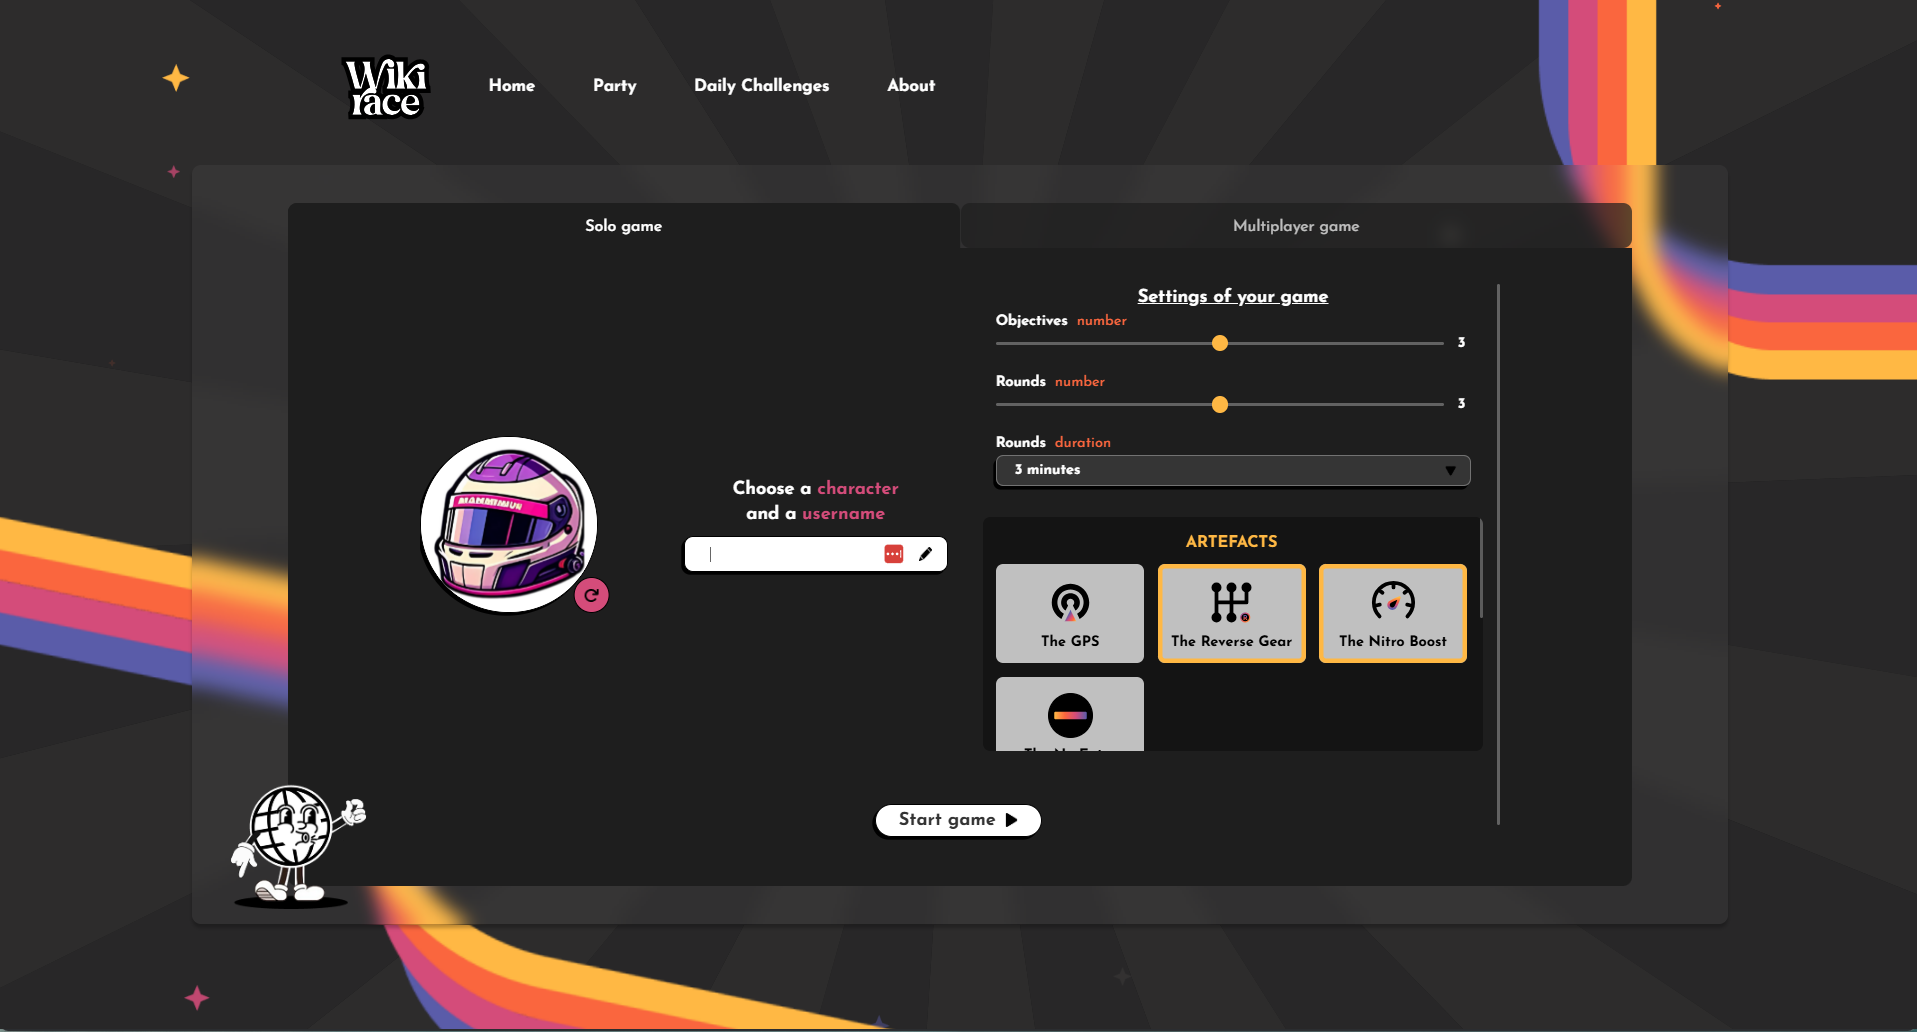 Wiki
race
Home
Party
Daily Challenges
About
Solo game
Multiplayer game
Settings of your game
Objectives number
3
Rounds number
3
Rounds duration
3 minutes
Choose a character
and a username
ARTEFACTS
The GPS
The Reverse Gear
The Nitro Boost
Start game